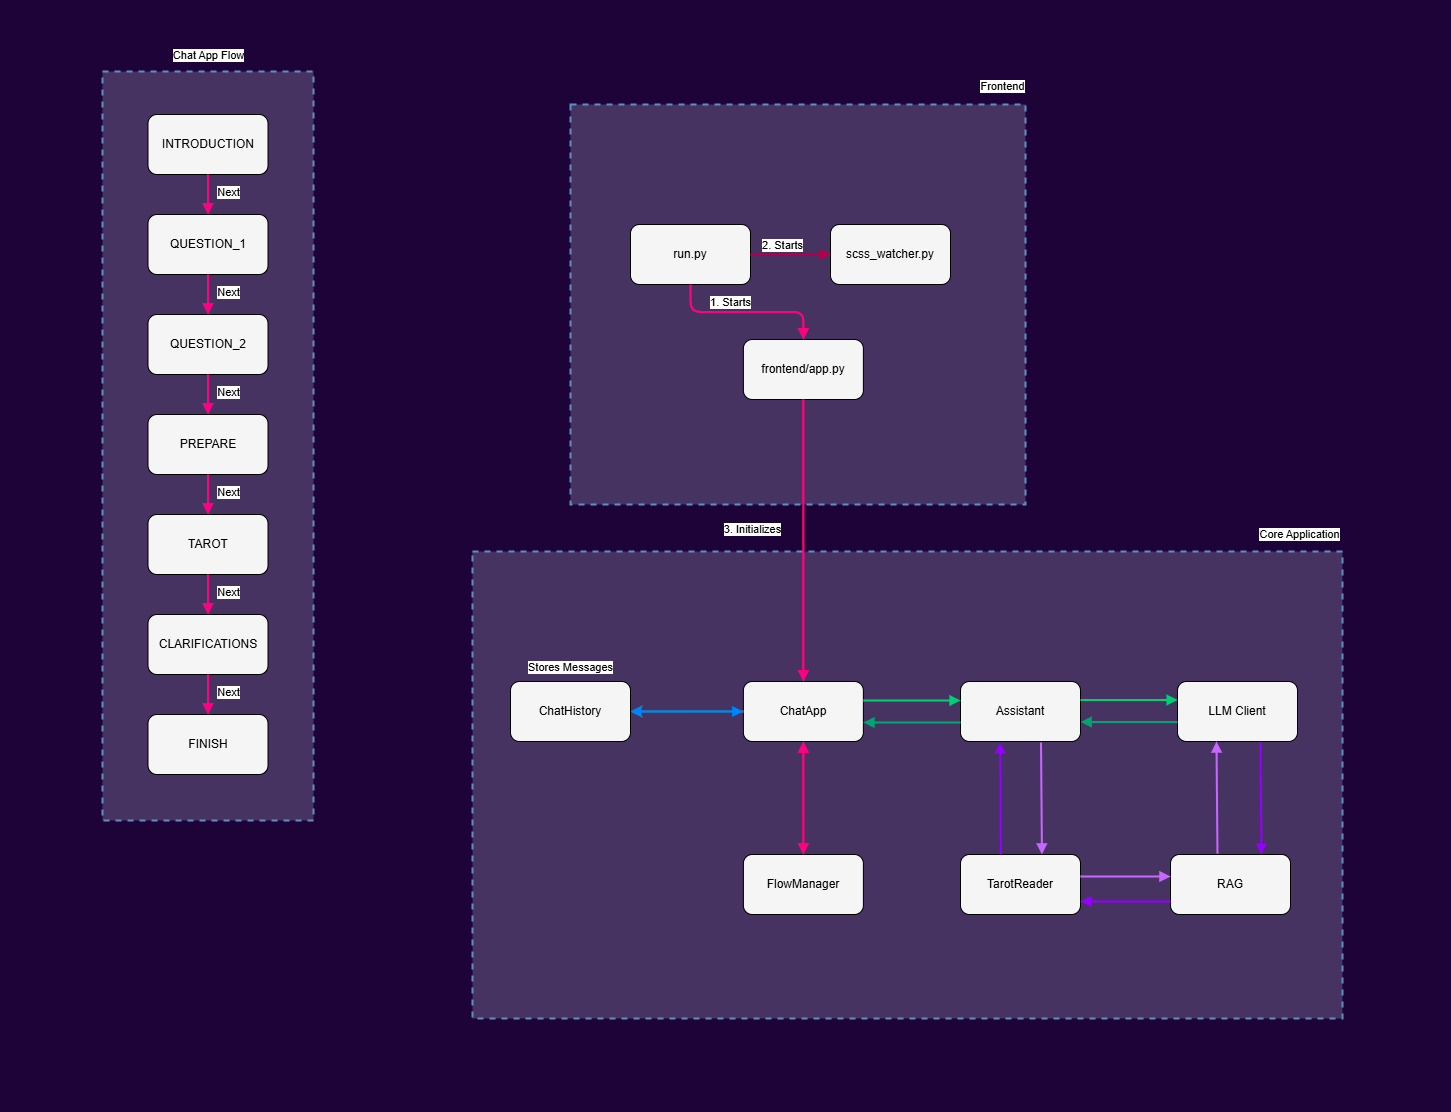 Chat App Flow
INTRODUCTION
Next
QUESTION_1
Next
QUESTION_2
Next
PREPARE
Next
TAROT
Next
CLARIFICATIONS
Next
FINISH
Frontend
run.py
2. Starts
scss_watcher.py
1. Starts
frontend/app.py
3. Initializes
Core Application
Stores Messages
ChatHistory
ChatApp
Assistant
LLM Client
FlowManager
TarotReader
RAG